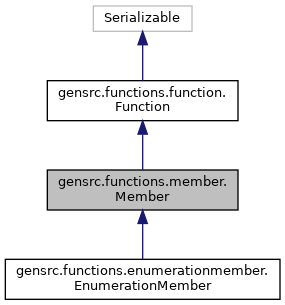 Serializable
gensrc.functions.function.
Function
gensrc.functions.member.
Member
gensrc.functions.enumerationmember.
EnumerationMember